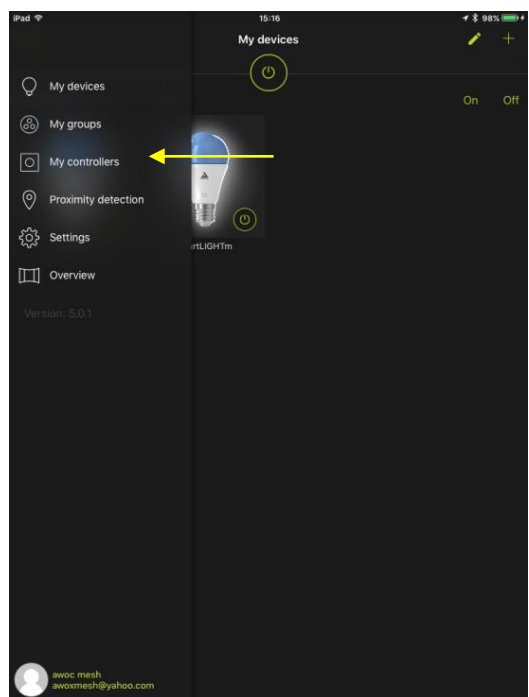 iPad 15:16 98%
My devices
On Off
My devices
My groups
My controllers
Proximity detection
Settings
Overview
rtLIGHTm
Version: 5.0.1
awoc mesh
awoxmesh@yahoo.com